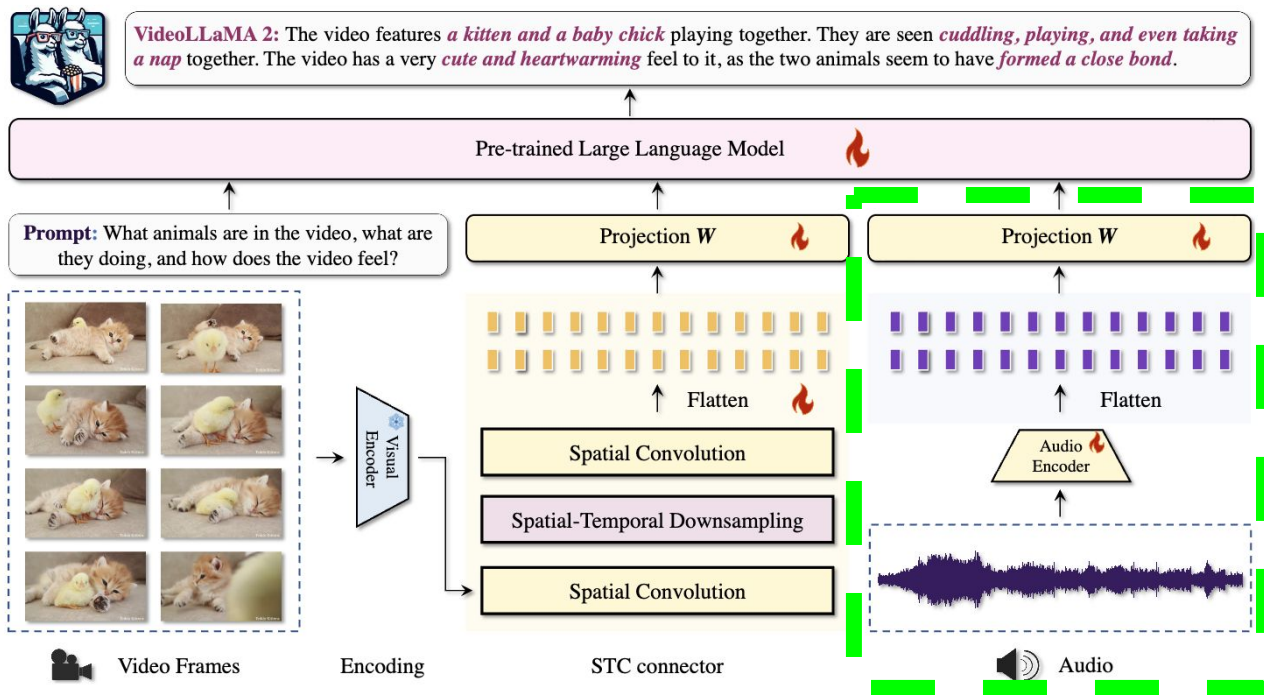 VideoLLaMA 2: The video features a kitten and a baby chick playing together. They are seen cuddling, playing, and even taking
a nap together. The video has a very cute and heartwarming feel to it, as the two animals seem to have formed a close bond.
Pre-trained Large Language Model
Prompt: What animals are in the video, what are
they doing, and how does the video feel?
Projection W
Projection W
Flatten
Flatten
Visual
Encoder
Spatial Convolution
Audio
Encoder
Spatial-Temporal Downsampling
Spatial Convolution
Video Frames
Encoding
STC connector
Audio